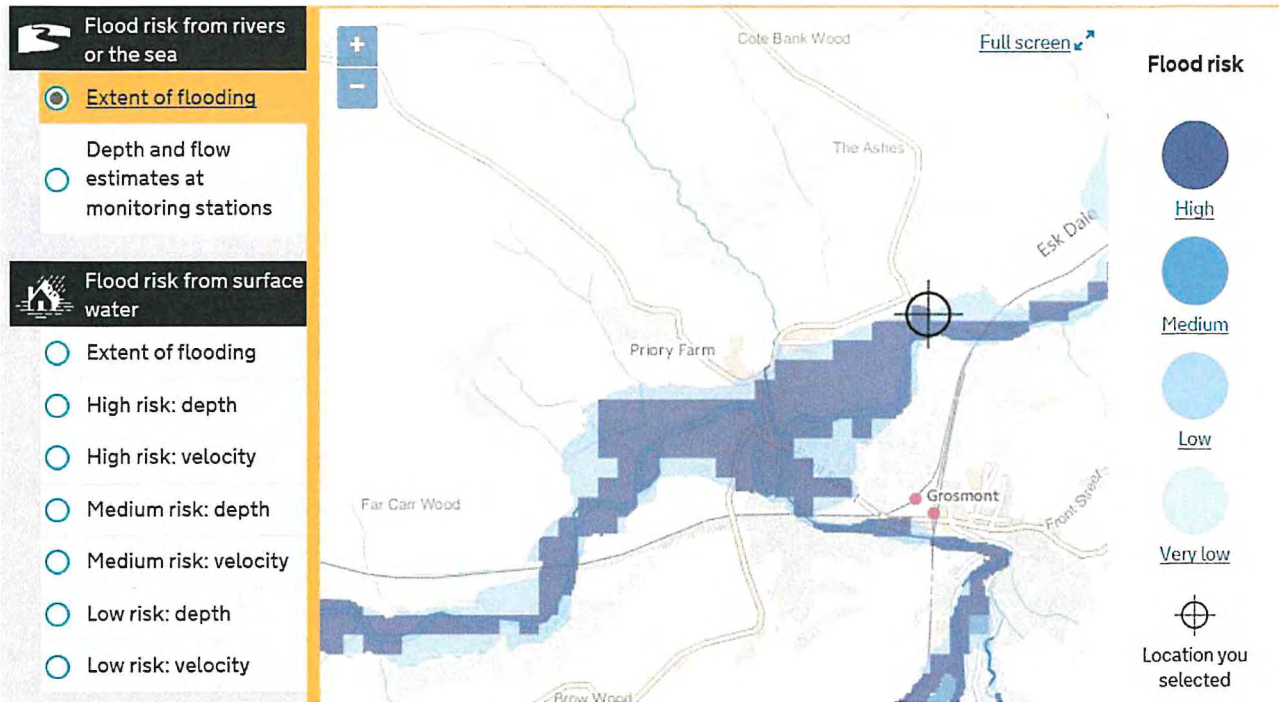 Flood risk from rivers
or the sea
Extent of flooding
Depth and flow
estimates at
monitoring stations
Flood risk from surface
water
Extent of flooding
High risk: depth
High risk: velocity
Medium risk: depth
Medium risk: velocity
Low risk: depth
Low risk: velocity
+
−
Full screen
Cote Bank Wood
The Ashes
Esk Dale
Priory Farm
Far Carr Wood
Grosmont
Front Street
Brow Wood
Flood risk
High
Medium
Low
Very low
Location you
selected